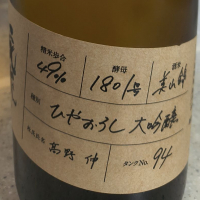 精米歩合 酵母
49% 1801号 美山錦
種別 ひやおろし 大吟醸
高野 伸 タンクNo. 94